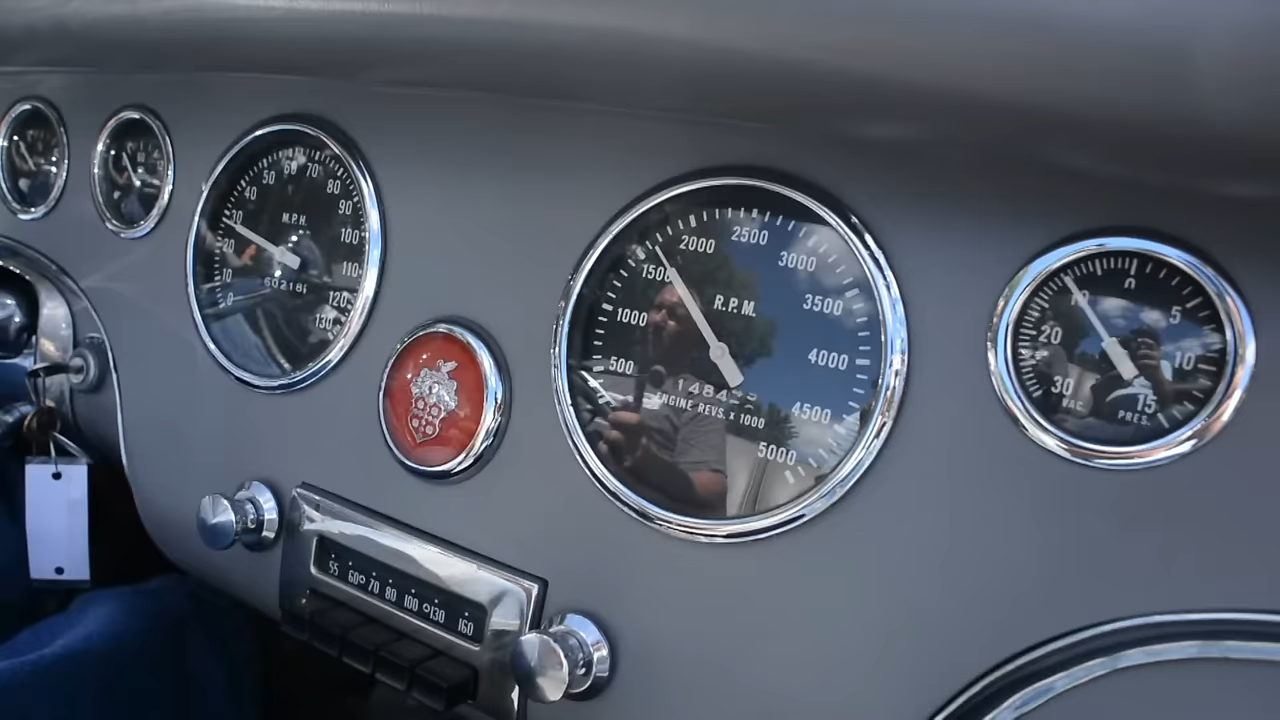 0 10 20 30 40 50 60 70 80 90 100 110 120 130
M.P.H.
60218
500 1000 1500 2000 2500 3000 3500 4000 4500 5000
R.P.M.
ENGINE REVS. x 1000
30 20 10 0 5 10 15
VAC.
PRES.
55 60 70 80 100 130 160